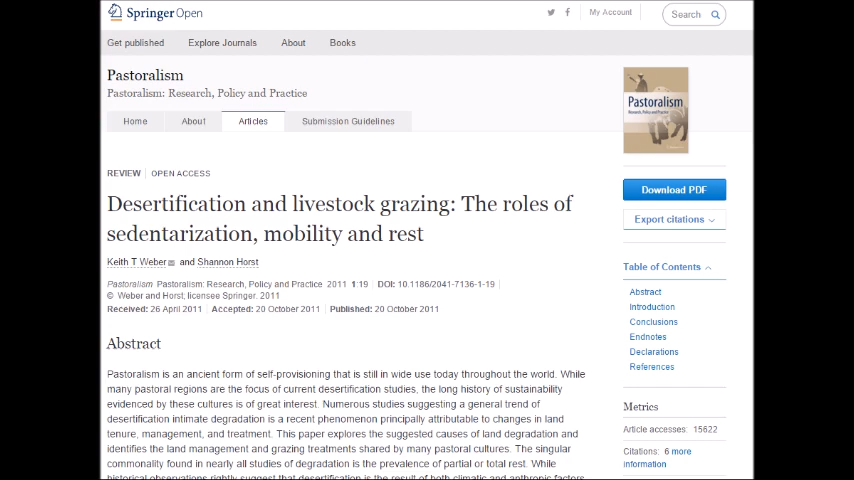 Springer Open
My Account
Search
Get published
Explore Journals
About
Books
Pastoralism
Pastoralism: Research, Policy and Practice
Home
About
Articles
Submission Guidelines
Pastoralism
Research, Policy and Practice
REVIEW | OPEN ACCESS
Desertification and livestock grazing: The roles of
sedentarization, mobility and rest
Keith T Weber and Shannon Horst
Pastoralism Pastoralism: Research, Policy and Practice 2011 1:19 | DOI: 10.1186/2041-7136-1-19 |
© Weber and Horst; licensee Springer. 2011
Received: 26 April 2011 | Accepted: 20 October 2011 | Published: 20 October 2011
Abstract
Pastoralism is an ancient form of self-provisioning that is still in wide use today throughout the world. While
many pastoral regions are the focus of current desertification studies, the long history of sustainability
evidenced by these cultures is of great interest. Numerous studies suggesting a general trend of
desertification intimate degradation is a recent phenomenon principally attributable to changes in land
tenure, management, and treatment. This paper explores the suggested causes of land degradation and
identifies the land management and grazing treatments shared by many pastoral cultures. The singular
commonality found in nearly all studies of degradation is the prevalence of partial or total rest. While
historical observations rightly suggest that desertification is the result of both climatic and anthropic factors
Download PDF
Export citations
Table of Contents
Abstract
Introduction
Conclusions
Endnotes
Declarations
References
Metrics
Article accesses: 15622
Citations: 6 more
information